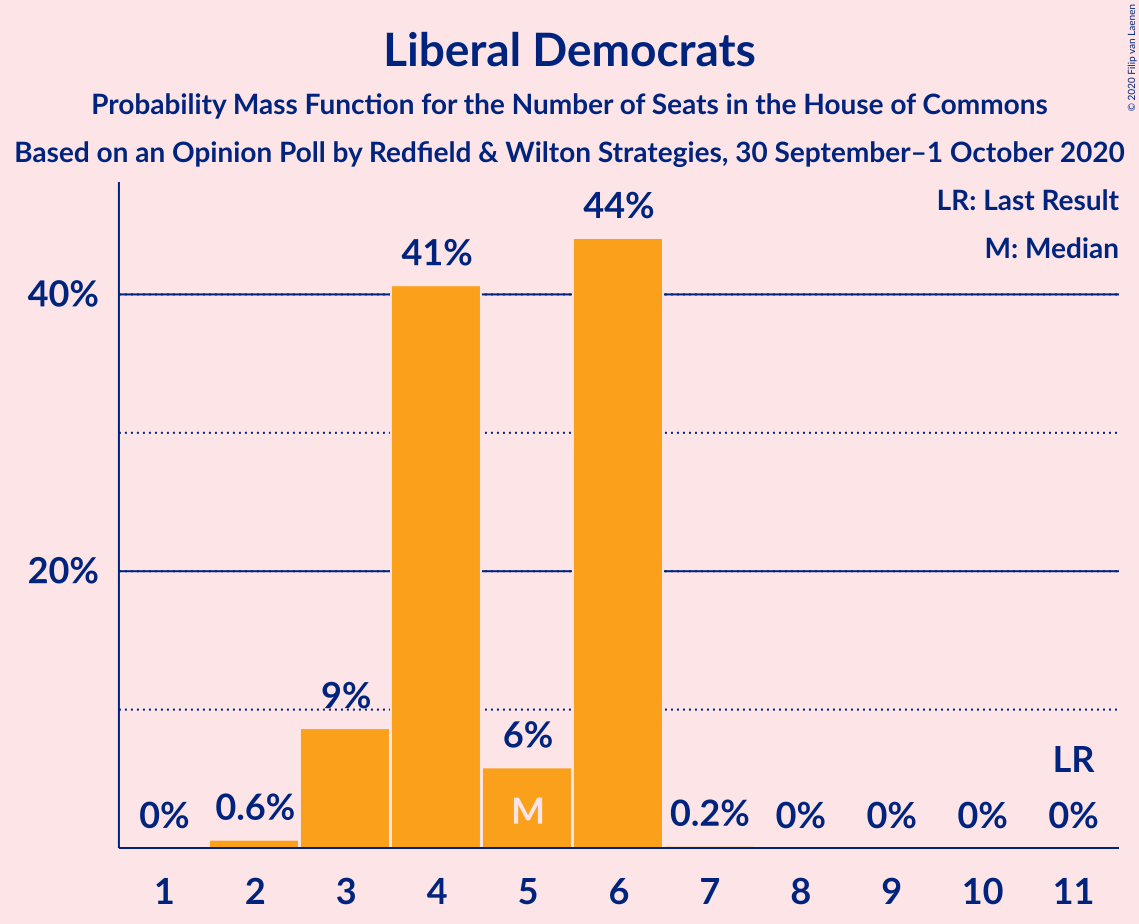 Liberal Democrats
Probability Mass Function for the Number of Seats in the House of Commons
Based on an Opinion Poll by Redfield & Wilton Strategies, 30 September–1 October 2020
© 2020 Filip van Laenen
LR: Last Result
M: Median
40%
20%
0%
0.6%
9%
41%
6%
M
44%
0.2%
0%
0%
0%
LR
0%
1 2 3 4 5 6 7 8 9 10 11